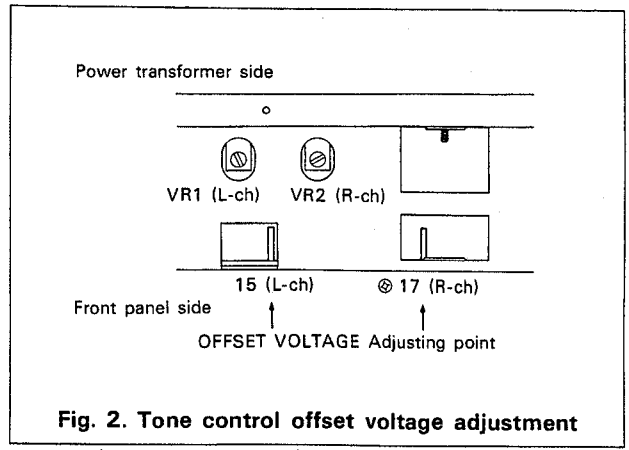 Power transformer side
VR1 (L-ch) VR2 (R-ch)
15 (L-ch) 17 (R-ch)
Front panel side
OFFSET VOLTAGE Adjusting point
Fig. 2. Tone control offset voltage adjustment